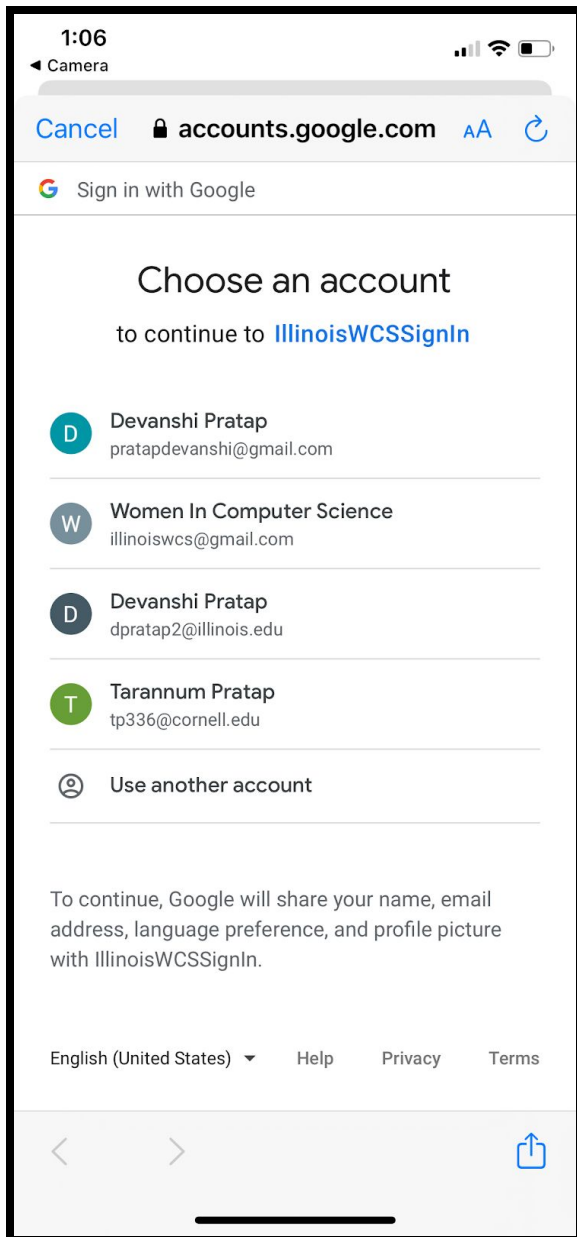 1:06
◀ Camera
Cancel accounts.google.com AA
Sign in with Google
Choose an account
to continue to IllinoisWCSSignIn
D Devanshi Pratap
pratapdevanshi@gmail.com
W Women In Computer Science
illinoiswcs@gmail.com
D Devanshi Pratap
dpratap2@illinois.edu
T Tarannum Pratap
tp336@cornell.edu
Use another account
To continue, Google will share your name, email
address, language preference, and profile picture
with IllinoisWCSSignIn.
English (United States) Help Privacy Terms